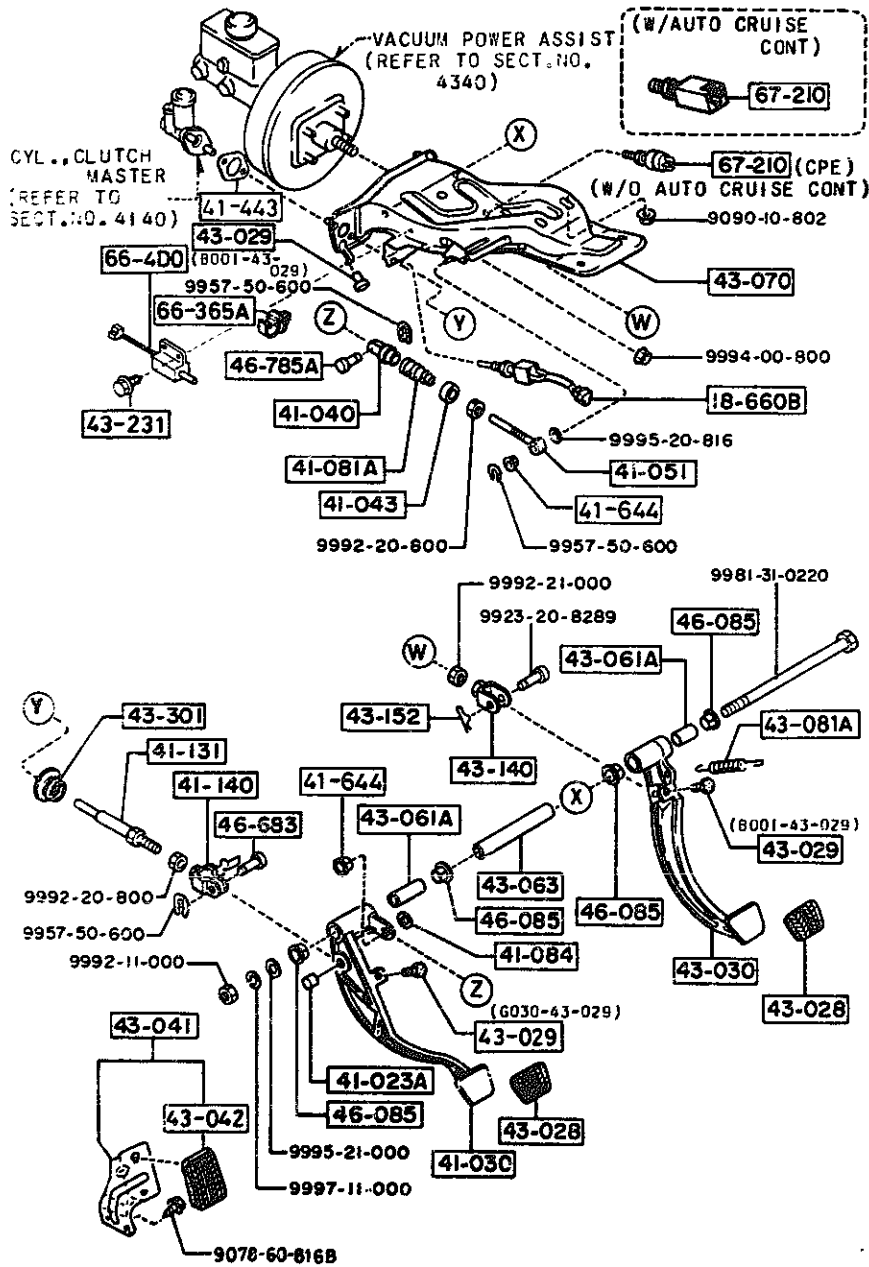 (W/AUTO CRUISE
CONT)
67-210
VACUUM POWER ASSIST
(REFER TO SECT.NO.
4340)
X
67-210 (CPE)
(W/O AUTO CRUISE CONT)
CYL., CLUTCH
MASTER
(REFER TO
SECT.NO. 4140)
41-443
9090-10-802
43-029
(B001-43-
029)
66-4D0
43-070
9957-50-600
66-365A
Z
Y
W
9994-00-800
46-785A
18-660B
41-040
43-231
9995-20-816
41-081A
41-051
41-043
41-644
9992-20-800
9957-50-600
9992-21-000
9981-31-0220
9923-20-8289
46-085
W
43-061A
Y
43-301
43-152
43-081A
41-131
43-140
41-140
41-644
X
43-061A
46-683
(B001-43-029)
43-029
9992-20-800
43-063
46-085
46-085
9957-50-600
41-084
43-030
9992-11-000
Z
43-028
(G030-43-029)
43-041
43-029
41-023A
43-042
46-085
43-028
9995-21-000
41-030
9997-11-000
9078-60-816B